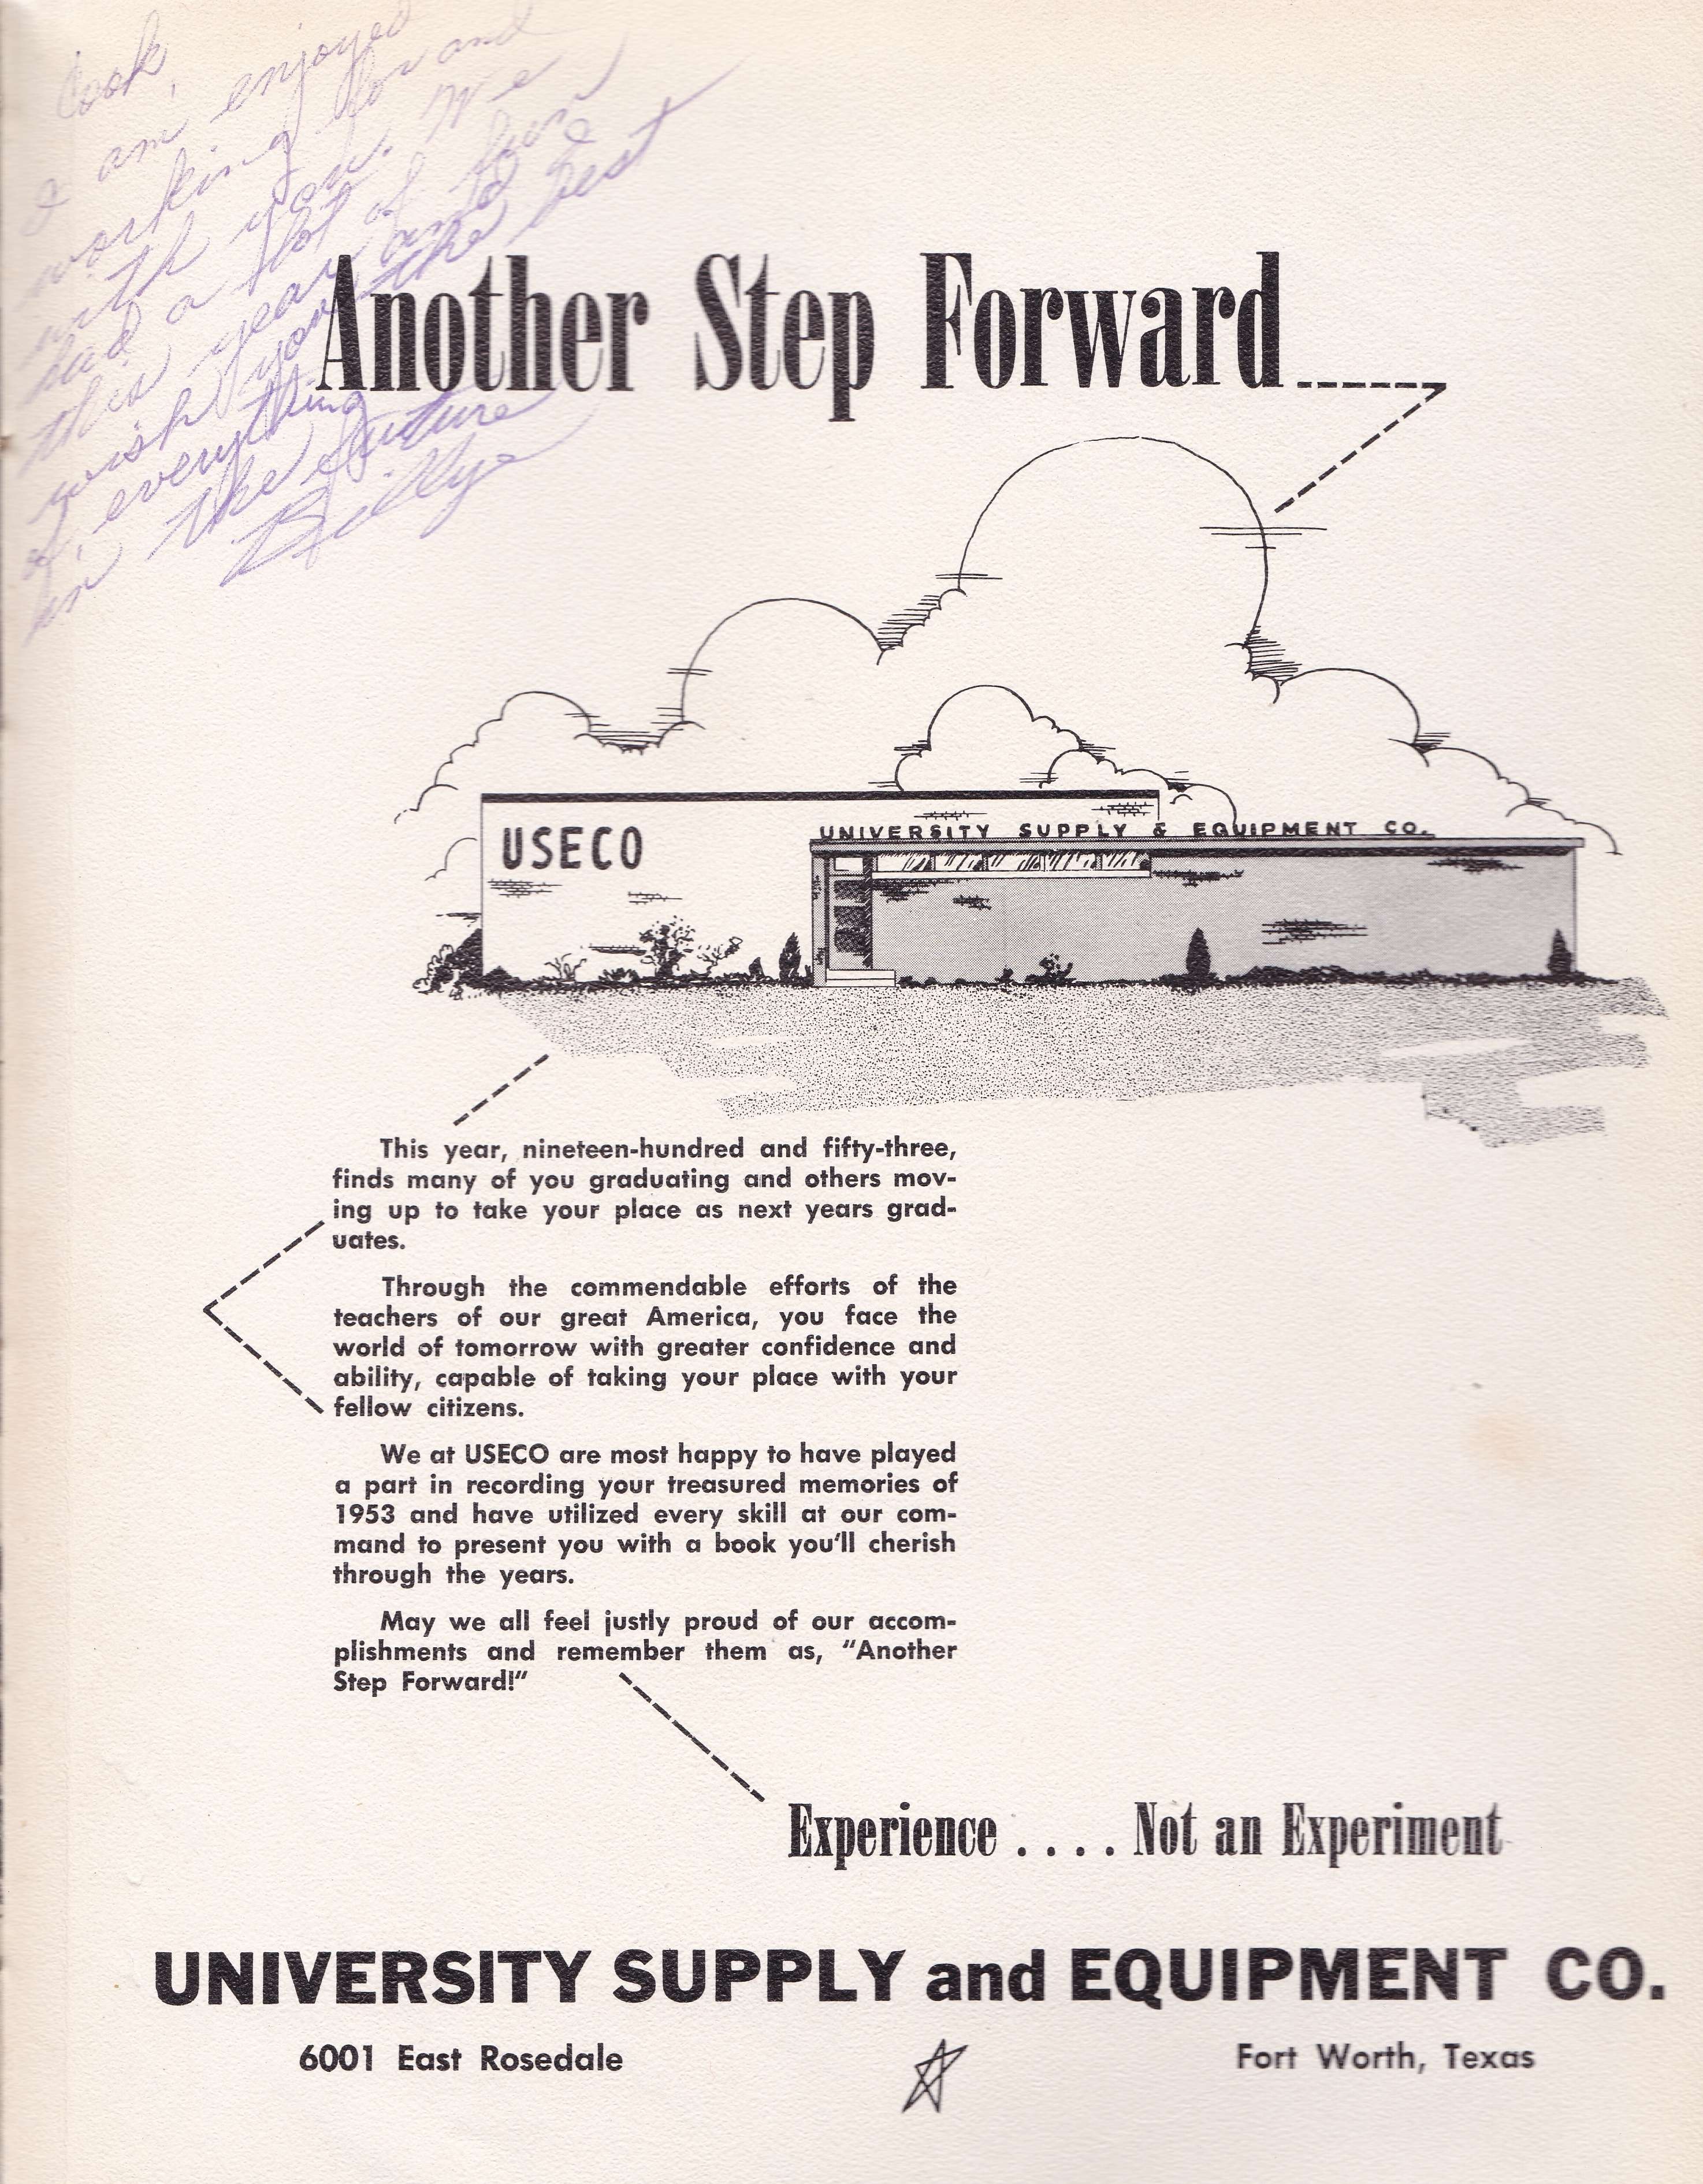 Cook,
I am enjoyed
working for and
with you. We
had a lot of fun
this year and
wish you the best
of everything
in the future
Billye
Another Step Forward
USECO
UNIVERSITY SUPPLY & EQUIPMENT CO.
This year, nineteen-hundred and fifty-three,
finds many of you graduating and others mov-
ing up to take your place as next years grad-
uates.
Through the commendable efforts of the
teachers of our great America, you face the
world of tomorrow with greater confidence and
ability, capable of taking your place with your
fellow citizens.
We at USECO are most happy to have played
a part in recording your treasured memories of
1953 and have utilized every skill at our com-
mand to present you with a book you'll cherish
through the years.
May we all feel justly proud of our accom-
plishments and remember them as, "Another
Step Forward!"
Experience .... Not an Experiment
UNIVERSITY SUPPLY and EQUIPMENT CO.
6001 East Rosedale
Fort Worth, Texas